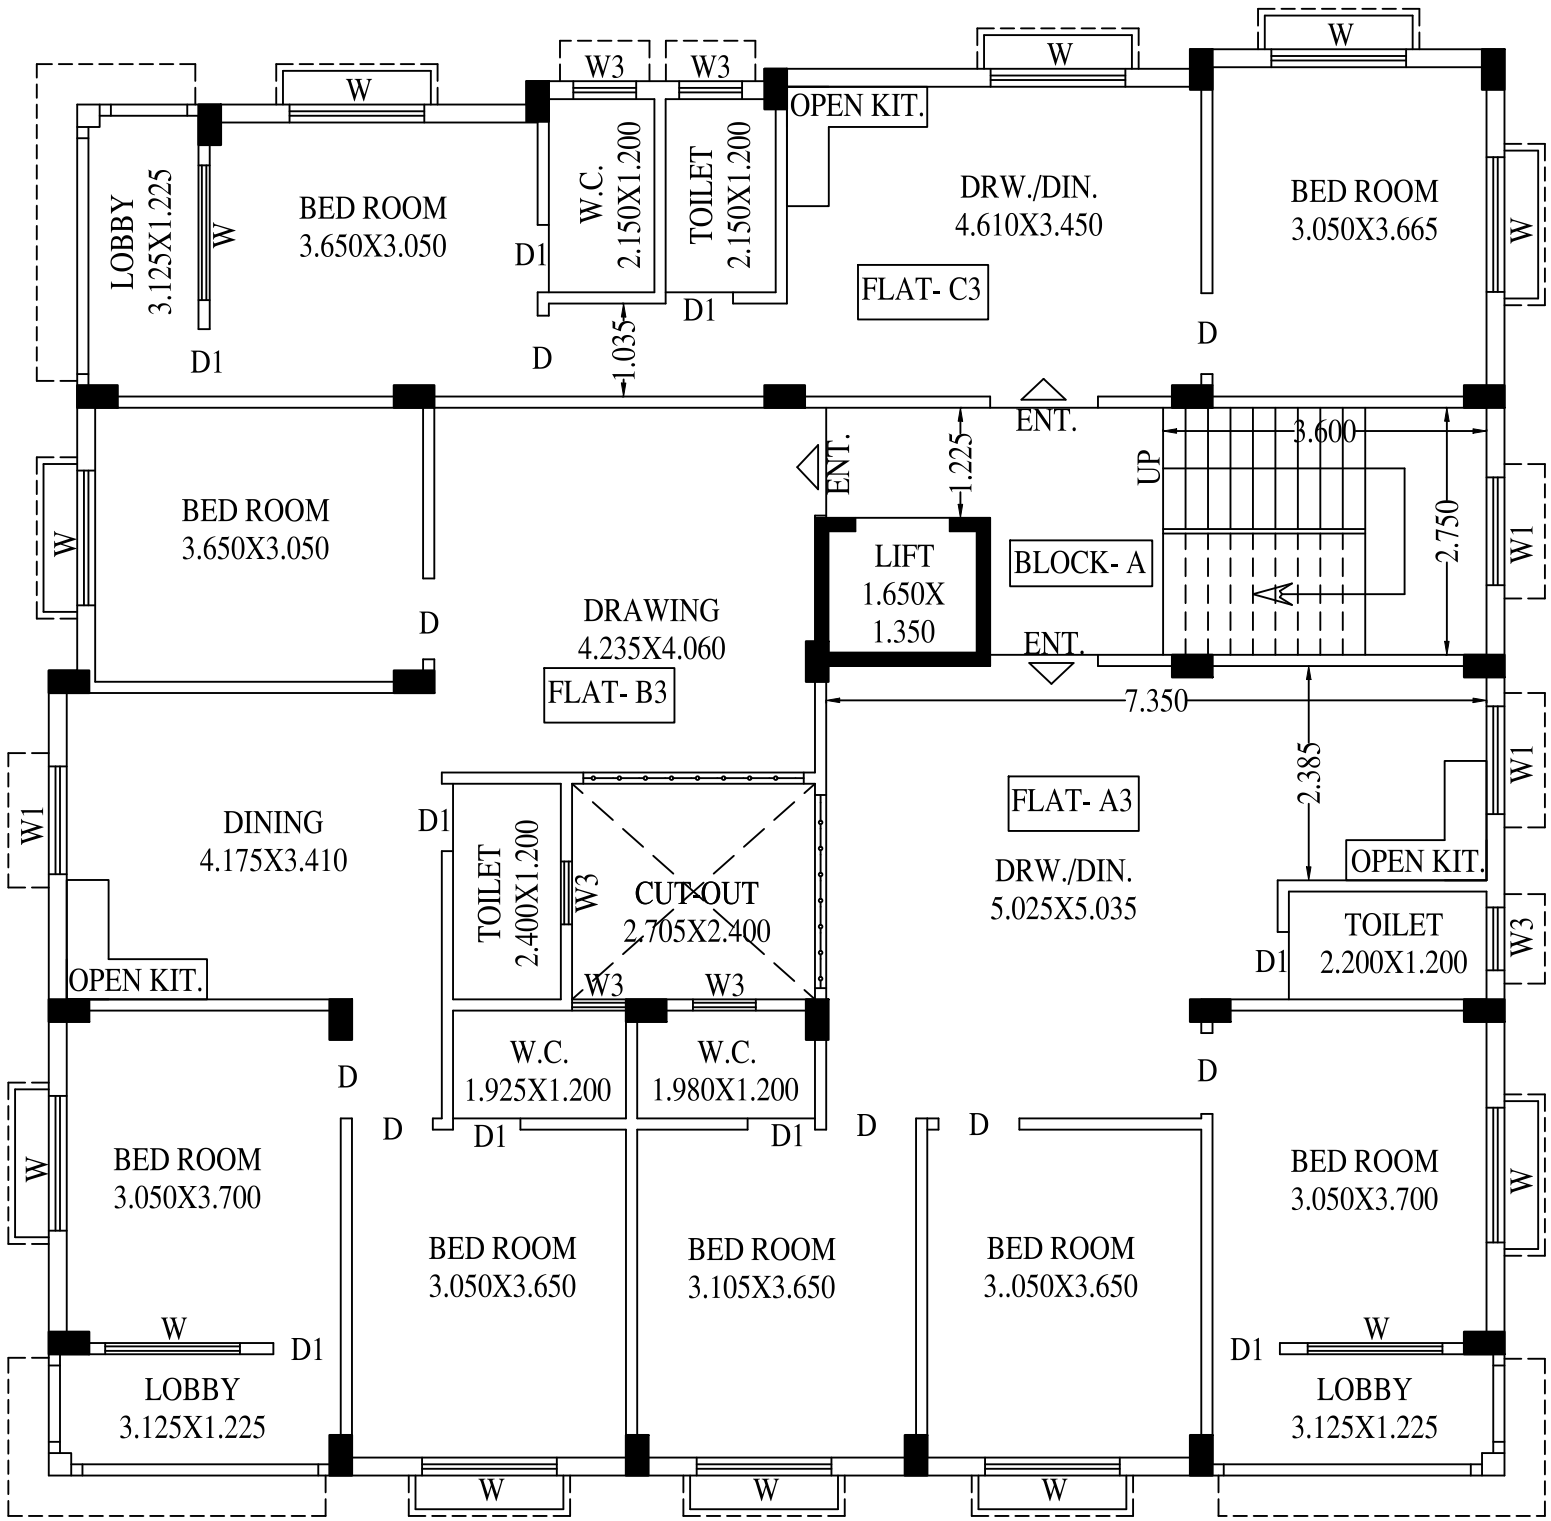 W
W
W3
W3
W
OPEN KIT.
LOBBY
3.125X1.225
W
BED ROOM
3.650X3.050
D1
W.C.
2.150X1.200
TOILET
2.150X1.200
DRW./DIN.
4.610X3.450
BED ROOM
3.050X3.665
W
FLAT- C3
D1
D1
D
1.035
D
ENT.
ENT.
1.225
UP
3.600
2.750
W1
BED ROOM
3.650X3.050
W
LIFT
1.650X
1.350
BLOCK- A
D
DRAWING
4.235X4.060
FLAT- B3
ENT.
7.350
2.385
W1
W1
DINING
4.175X3.410
D1
TOILET
2.400X1.200
W3
CUT-OUT
2.705X2.400
FLAT- A3
DRW./DIN.
5.025X5.035
OPEN KIT.
TOILET
2.200X1.200
W3
D1
OPEN KIT.
W3
W3
W.C.
1.925X1.200
W.C.
1.980X1.200
D
D
D
D1
D1
D
D
BED ROOM
3.050X3.700
W
BED ROOM
3.050X3.700
W
BED ROOM
3.050X3.650
BED ROOM
3.105X3.650
BED ROOM
3..050X3.650
W
D1
D1
W
LOBBY
3.125X1.225
LOBBY
3.125X1.225
W
W
W